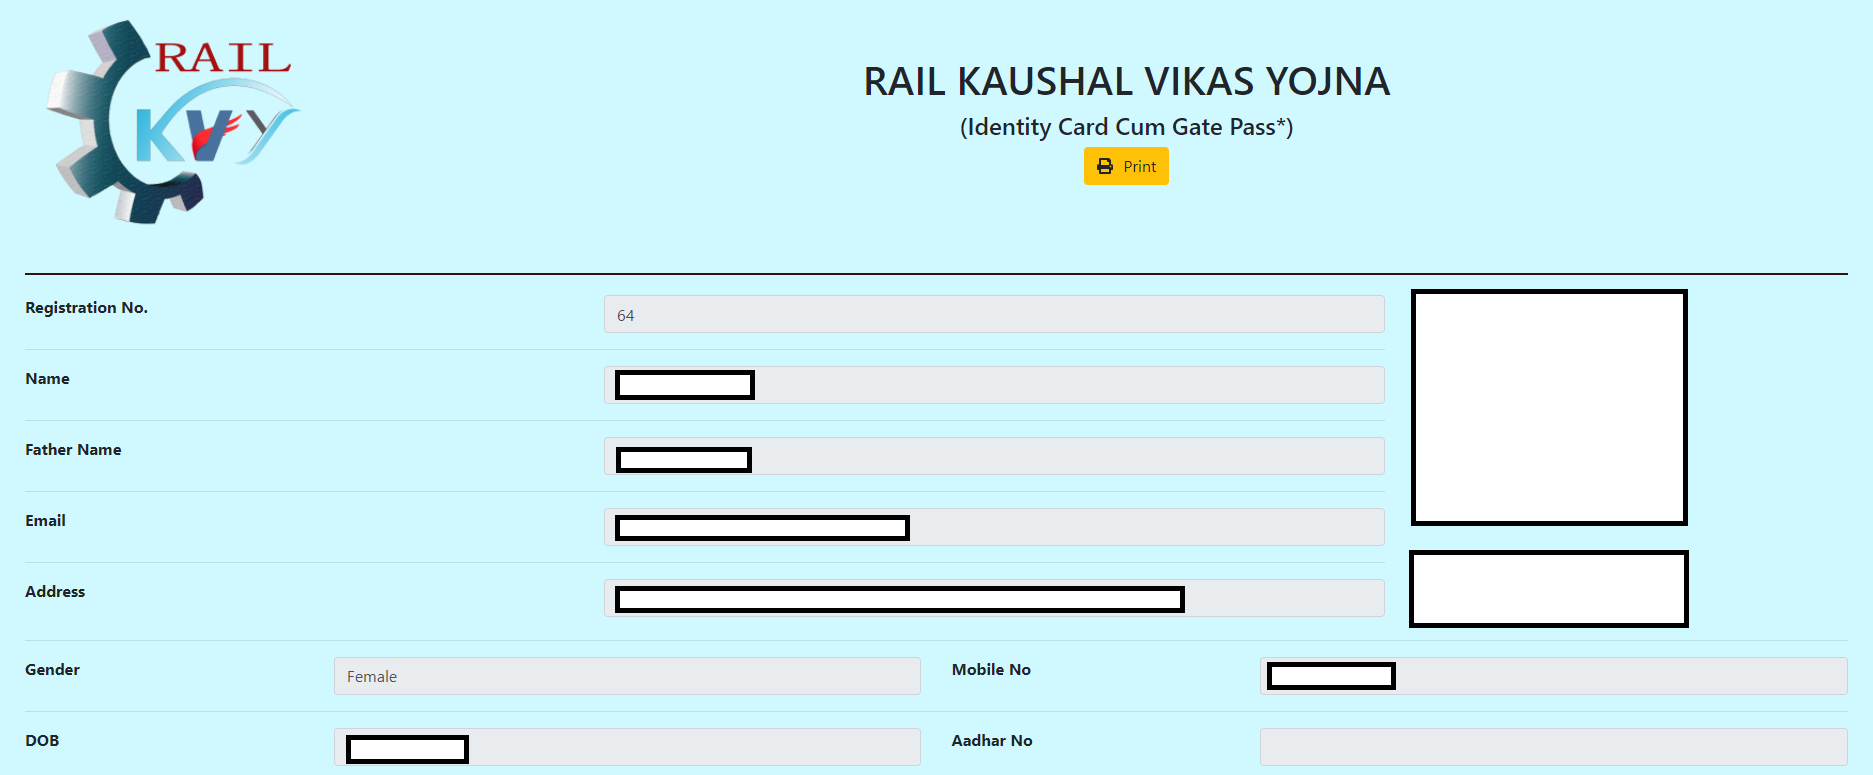 RAIL
KVY
RAIL KAUSHAL VIKAS YOJNA
(Identity Card Cum Gate Pass*)
Print
Registration No.
64
Name
Father Name
Email
Address
Gender
Female
Mobile No
DOB
Aadhar No